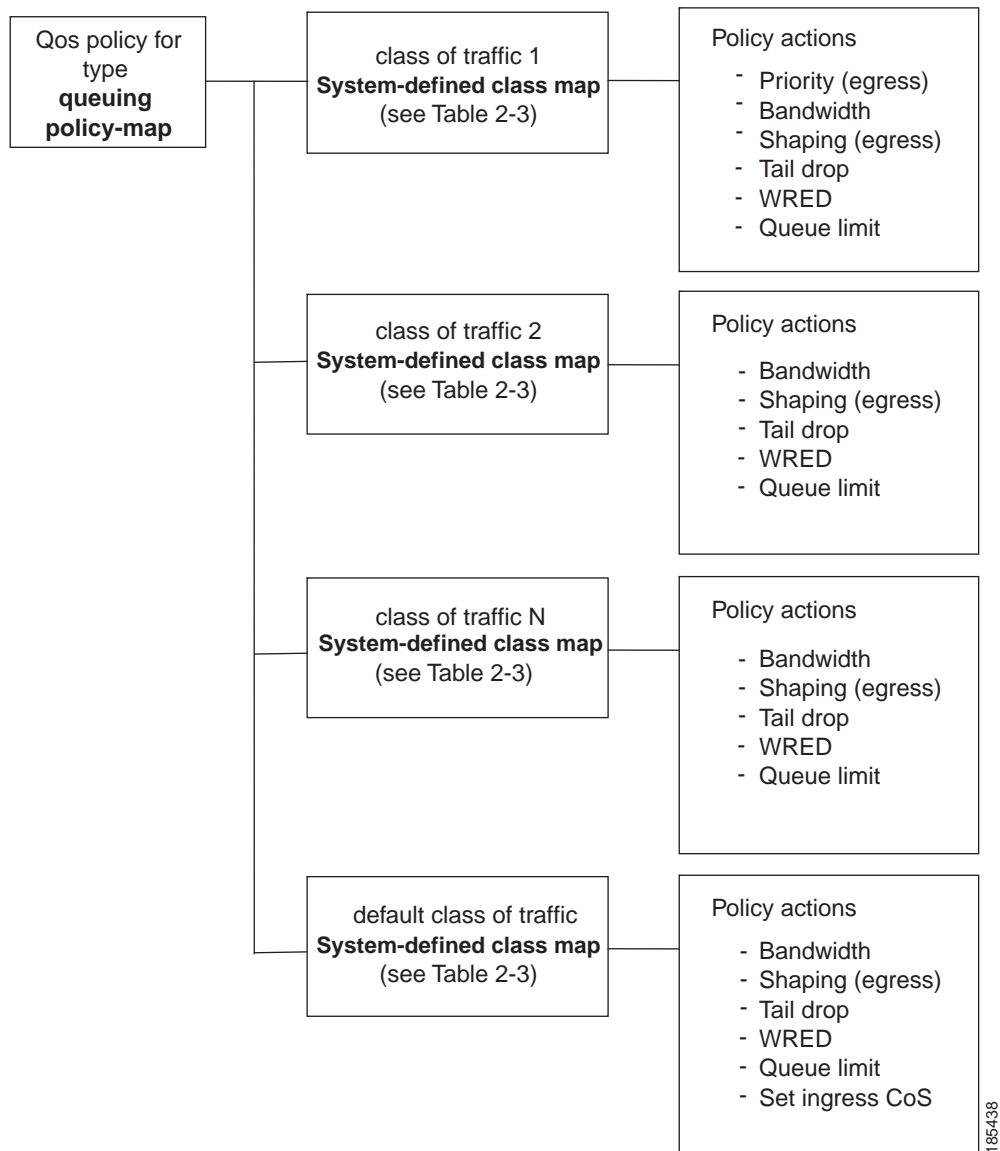 Qos policy for
type
queuing
policy-map
class of traffic 1
System-defined class map
(see Table 2-3)
Policy actions
- Priority (egress)
- Bandwidth
- Shaping (egress)
- Tail drop
- WRED
- Queue limit
class of traffic 2
System-defined class map
(see Table 2-3)
Policy actions
- Bandwidth
- Shaping (egress)
- Tail drop
- WRED
- Queue limit
class of traffic N
System-defined class map
(see Table 2-3)
Policy actions
- Bandwidth
- Shaping (egress)
- Tail drop
- WRED
- Queue limit
default class of traffic
System-defined class map
(see Table 2-3)
Policy actions
- Bandwidth
- Shaping (egress)
- Tail drop
- WRED
- Queue limit
- Set ingress CoS
185438